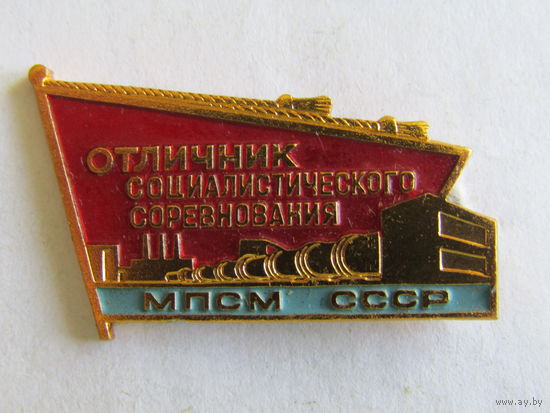 ОТЛИЧНИК
СОЦИАЛИСТИЧЕСКОГО
СОРЕВНОВАНИЯ
МПСМ СССР
www.ay.by